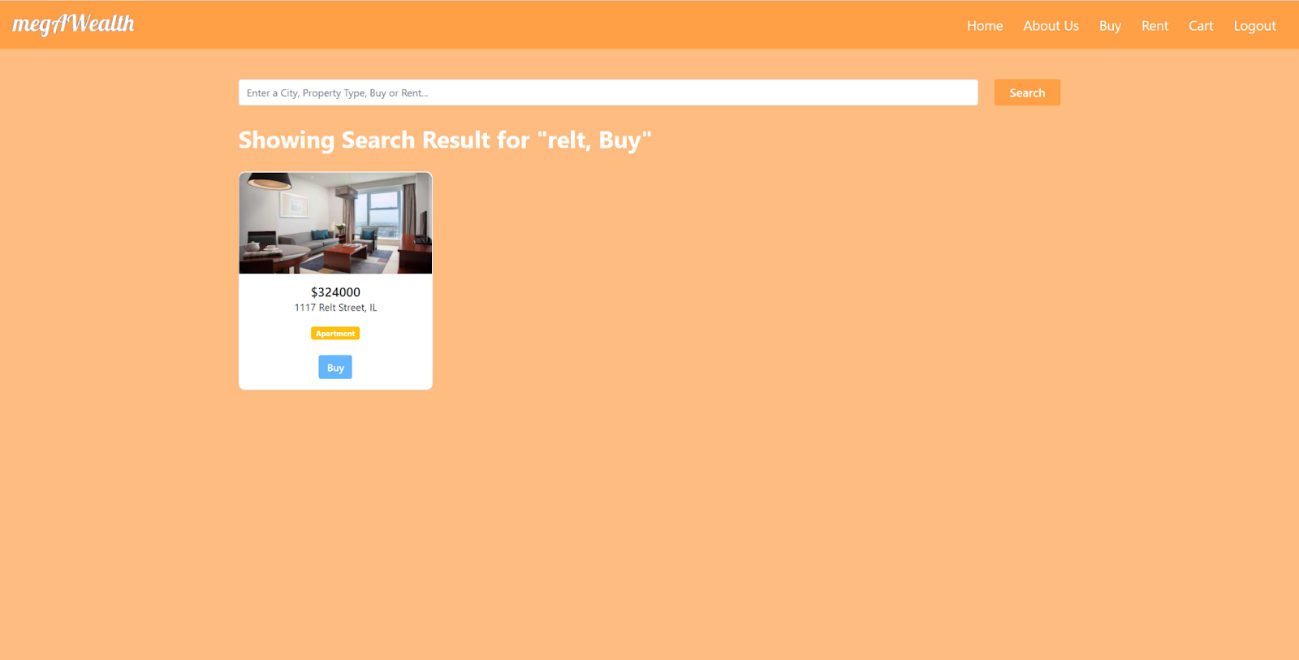 megAWealth
Home About Us Buy Rent Cart Logout
Enter a City, Property Type, Buy or Rent...
Search
Showing Search Result for "relt, Buy"
$324000
1117 Relt Street, IL
Apartment
Buy